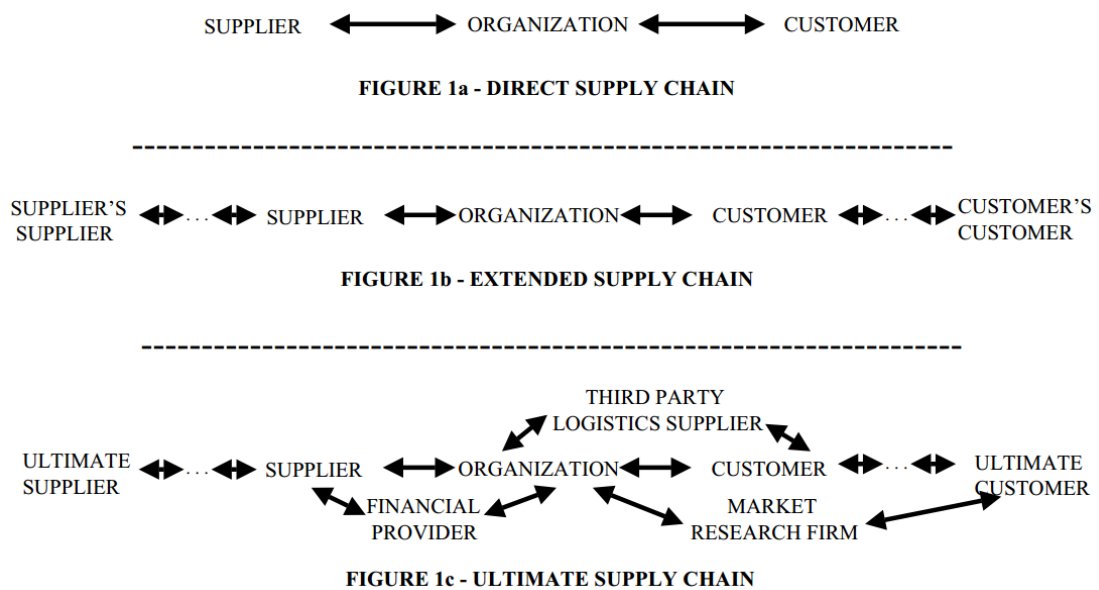 SUPPLIER ORGANIZATION CUSTOMER
FIGURE 1a - DIRECT SUPPLY CHAIN
SUPPLIER’S
SUPPLIER
. . .
SUPPLIER
ORGANIZATION
CUSTOMER
. . .
CUSTOMER’S
CUSTOMER
FIGURE 1b - EXTENDED SUPPLY CHAIN
THIRD PARTY
LOGISTICS SUPPLIER
ULTIMATE
SUPPLIER
. . .
SUPPLIER
ORGANIZATION
CUSTOMER
. . .
ULTIMATE
CUSTOMER
FINANCIAL
PROVIDER
MARKET
RESEARCH FIRM
FIGURE 1c - ULTIMATE SUPPLY CHAIN